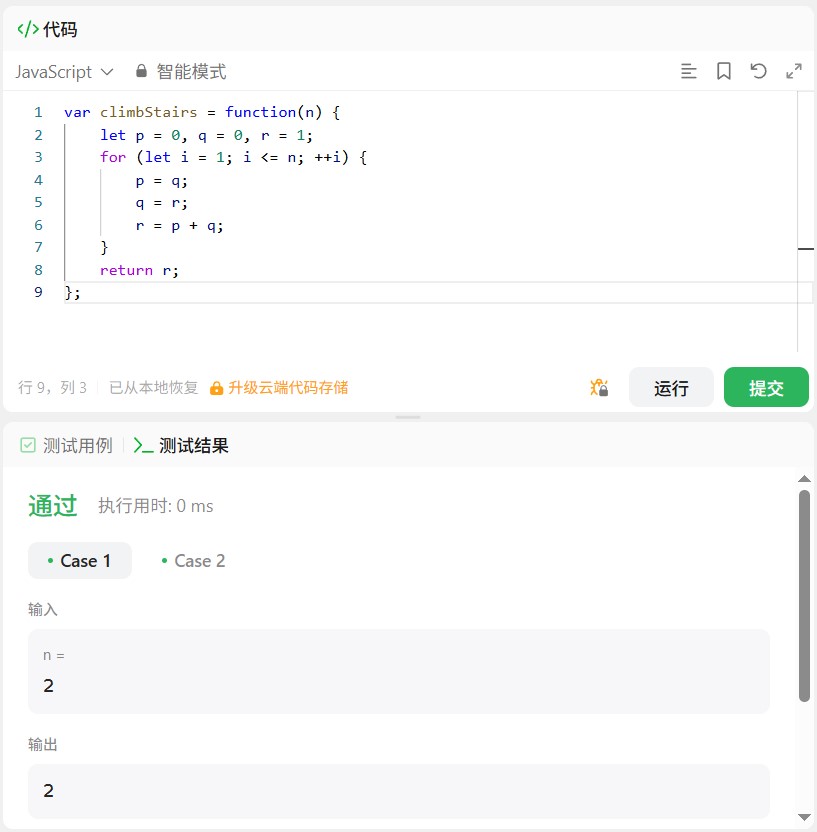 </> 代码
JavaScript 智能模式
1 var climbStairs = function(n) {
2     let p = 0, q = 0, r = 1;
3     for (let i = 1; i <= n; ++i) {
4         p = q;
5         q = r;
6         r = p + q;
7     }
8     return r;
9 };
行 9，列 3 已从本地恢复 升级云端代码存储 运行 提交
测试用例 >_ 测试结果
通过 执行用时: 0 ms
• Case 1 • Case 2
输入
n =
2
输出
2